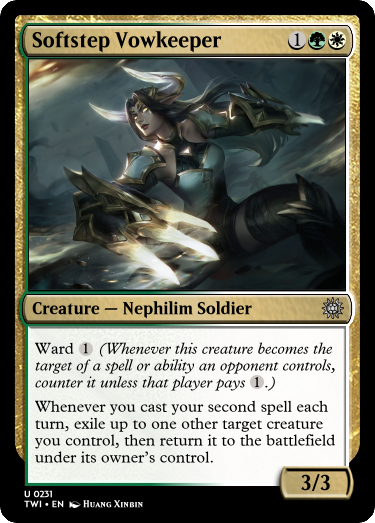 Softstep Vowkeeper 1
Creature — Nephilim Soldier
Ward 1 (Whenever this creature becomes the
target of a spell or ability an opponent controls,
counter it unless that player pays 1.)
Whenever you cast your second spell each
turn, exile up to one other target creature
you control, then return it to the battlefield
under its owner's control.
3/3
U 0231
TWI • EN Huang Xinbin